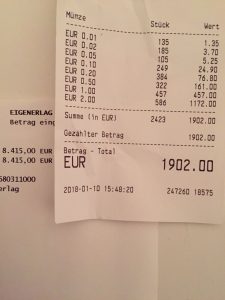 Münze Stück Wert
EUR 0.01 135 1.35
EUR 0.02 185 3.70
EUR 0.05 105 5.25
EUR 0.10 249 24.90
EUR 0.20 384 76.80
EUR 0.50 322 161.00
EUR 1.00 457 457.00
EUR 2.00 586 1172.00
Summe (in EUR) 2423 1902.00
Gezählter Betrag 1902.00
Betrag - Total
EUR 1902.00
2018-01-10 15:48:20 247260 18575
EIGENERLAG
Betrag eing
8.415,00 EUR
8.415,00 EUR
680311000
erlag